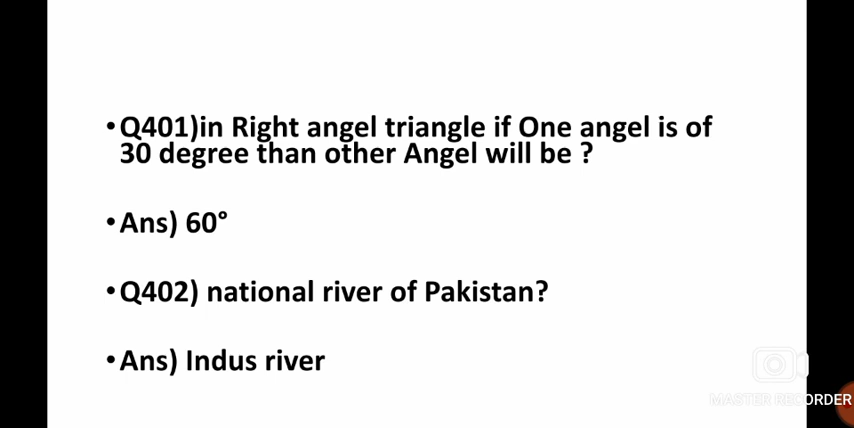 •Q401)in Right angel triangle if One angel is of
30 degree than other Angel will be ?
•Ans) 60°
•Q402) national river of Pakistan?
•Ans) Indus river
MASTER RECORDER